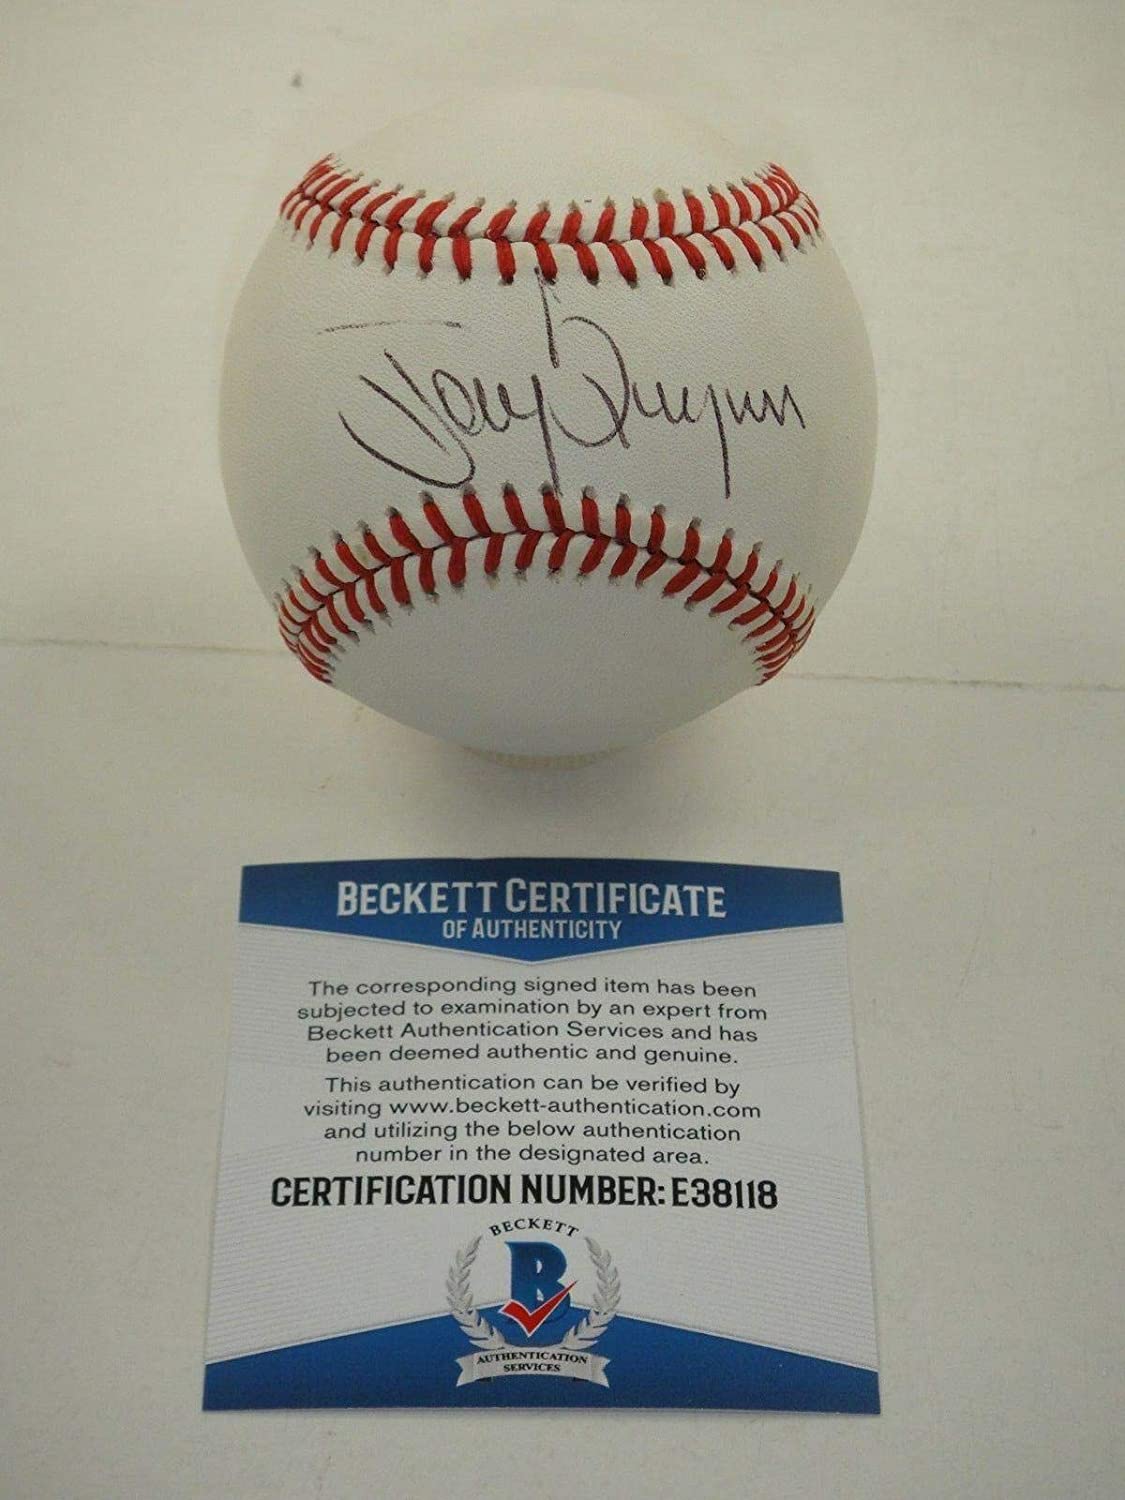 BECKETT CERTIFICATE
OF AUTHENTICITY
The corresponding signed item has been
subjected to examination by an expert from
Beckett Authentication Services and has
been deemed authentic and genuine.
This authentication can be verified by
visiting www.beckett-authentication.com
and utilizing the below authentication
number in the designated area.
CERTIFICATION NUMBER: E38118
BECKETT
B
AUTHENTICATION
SERVICES